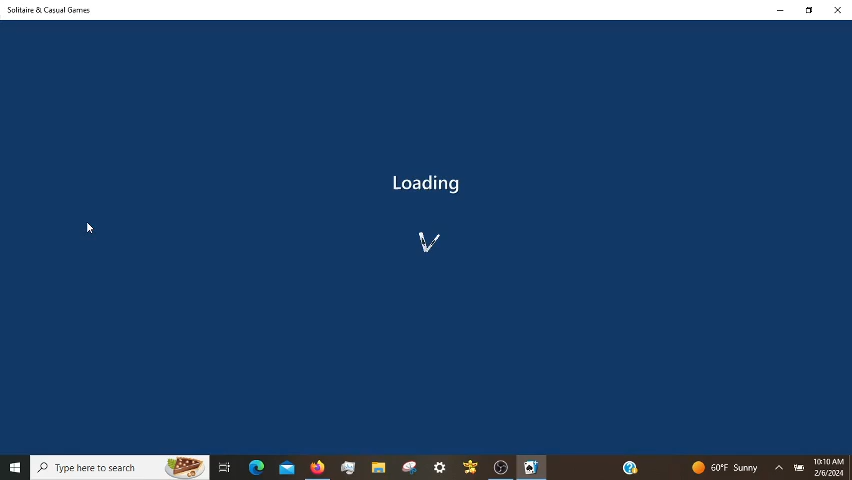 Solitaire & Casual Games
Loading
Type here to search
60°F Sunny
10:10 AM
2/6/2024